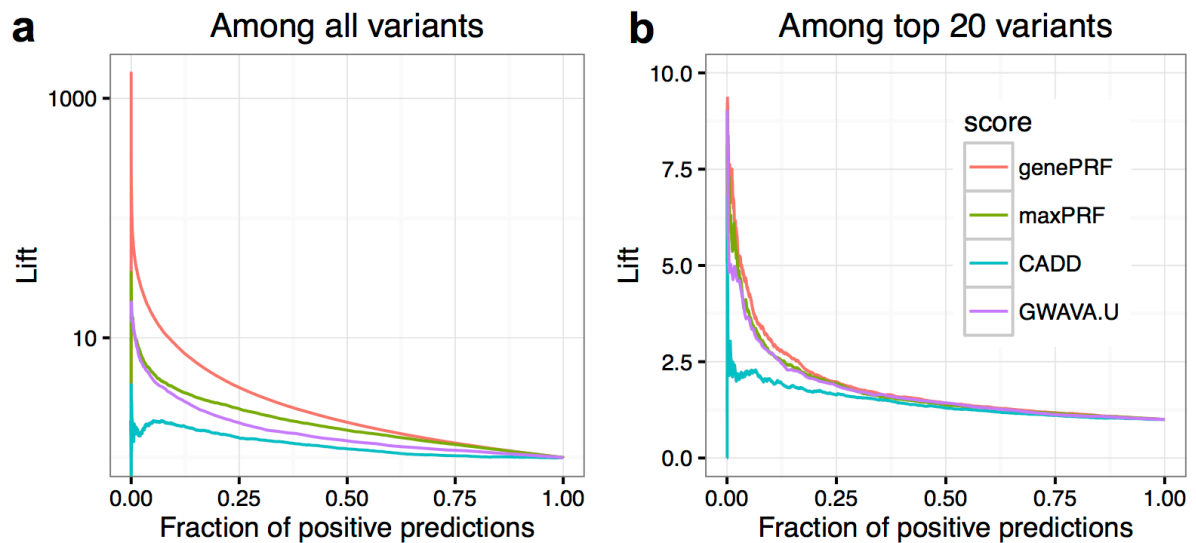 a
Among all variants
1000
10
Lift
0.00 0.25 0.50 0.75 1.00
Fraction of positive predictions
b
Among top 20 variants
10.0
7.5
5.0
2.5
0.0
Lift
score
genePRF
maxPRF
CADD
GWAVA.U
0.00 0.25 0.50 0.75 1.00
Fraction of positive predictions